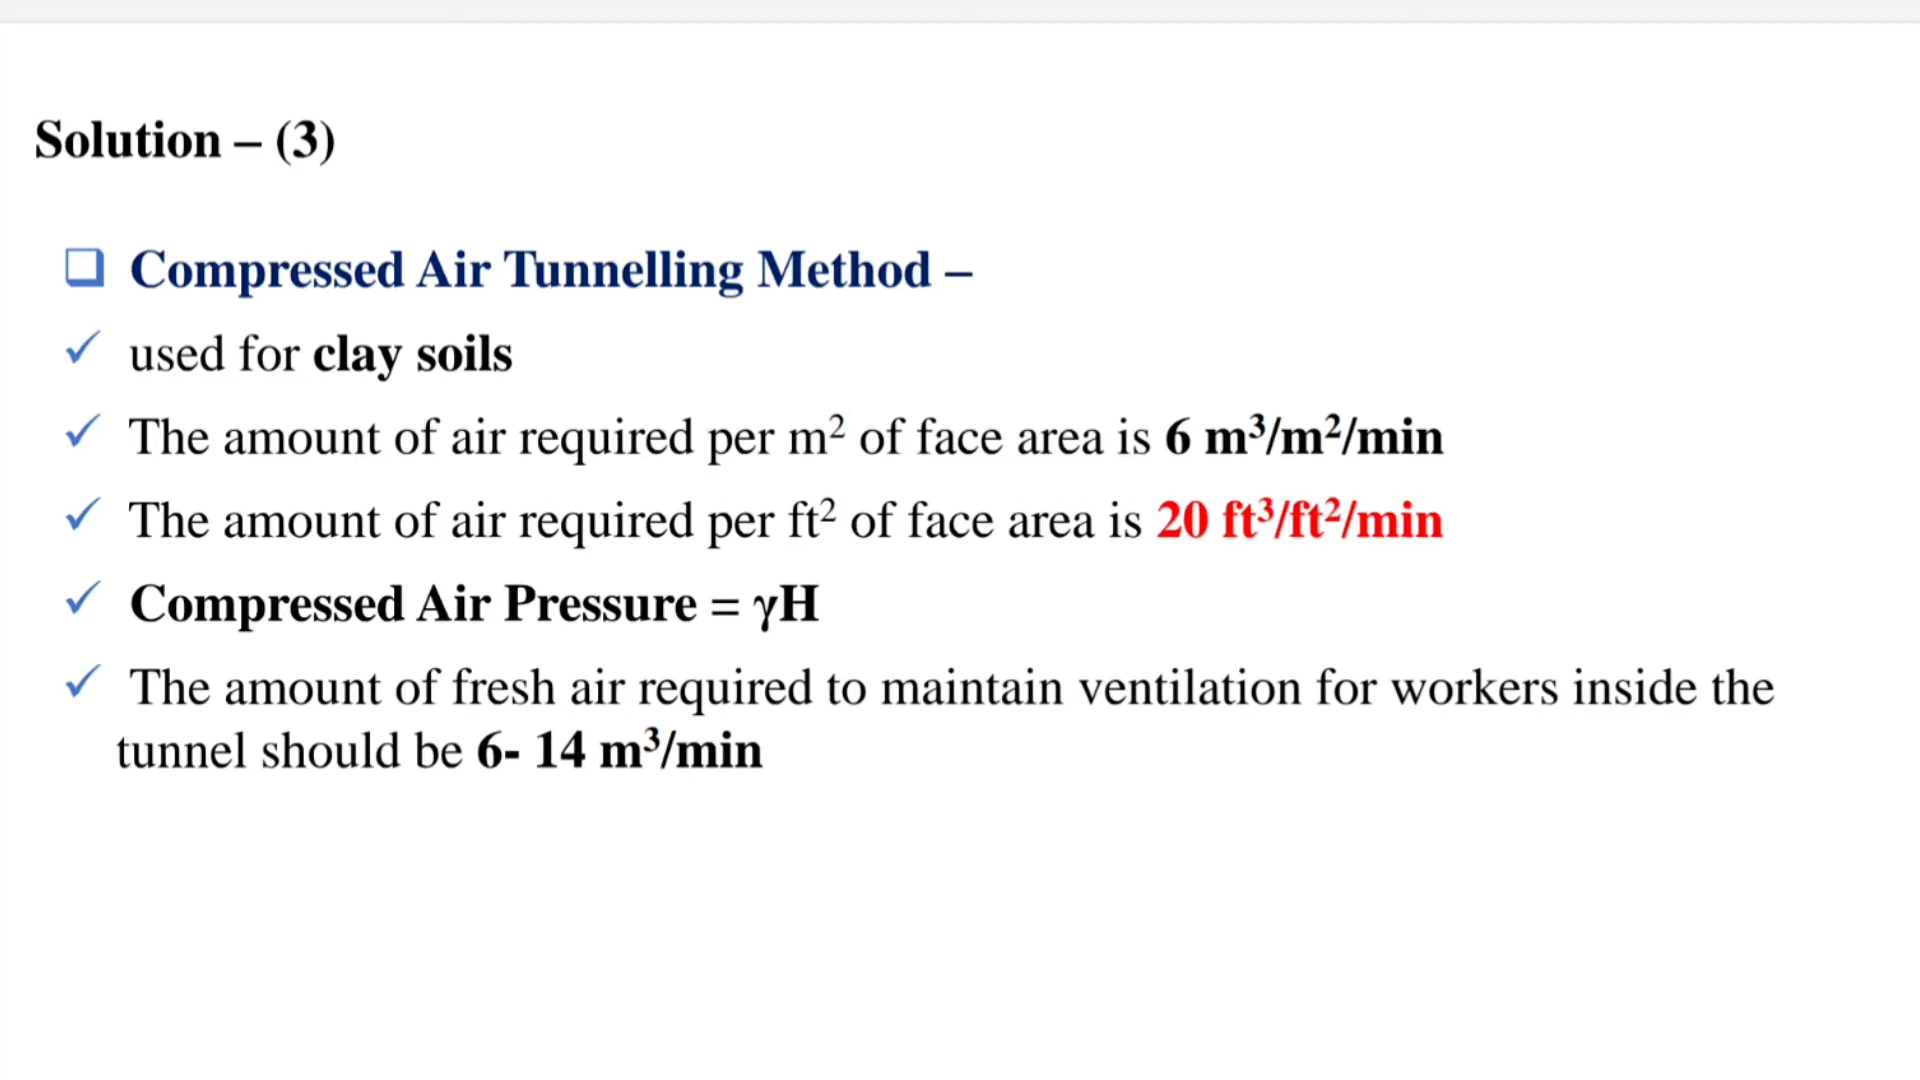 Solution – (3)
Compressed Air Tunnelling Method –
used for clay soils
The amount of air required per m² of face area is 6 m³/m²/min
The amount of air required per ft² of face area is 20 ft³/ft²/min
Compressed Air Pressure = γH
The amount of fresh air required to maintain ventilation for workers inside the
tunnel should be 6- 14 m³/min